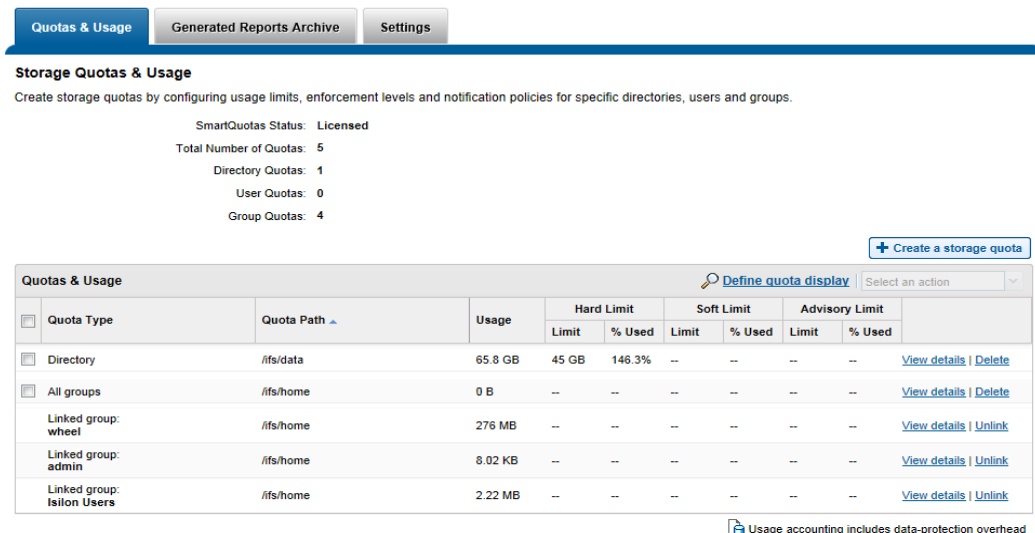 Quotas & Usage Generated Reports Archive Settings
Storage Quotas & Usage
Create storage quotas by configuring usage limits, enforcement levels and notification policies for specific directories, users and groups.
SmartQuotas Status: Licensed
Total Number of Quotas: 5
Directory Quotas: 1
User Quotas: 0
Group Quotas: 4
Create a storage quota
Quotas & Usage Define quota display Select an action
Quota Type Quota Path Usage Hard Limit Soft Limit Advisory Limit
Limit % Used Limit % Used Limit % Used
Directory /ifs/data 65.8 GB 45 GB 146.3% -- -- -- -- View details | Delete
All groups /ifs/home 0 B -- -- -- -- -- -- View details | Delete
Linked group:
wheel /ifs/home 276 MB -- -- -- -- -- -- View details | Unlink
Linked group:
admin /ifs/home 8.02 KB -- -- -- -- -- -- View details | Unlink
Linked group:
Isilon Users /ifs/home 2.22 MB -- -- -- -- -- -- View details | Unlink
Usage accounting includes data-protection overhead